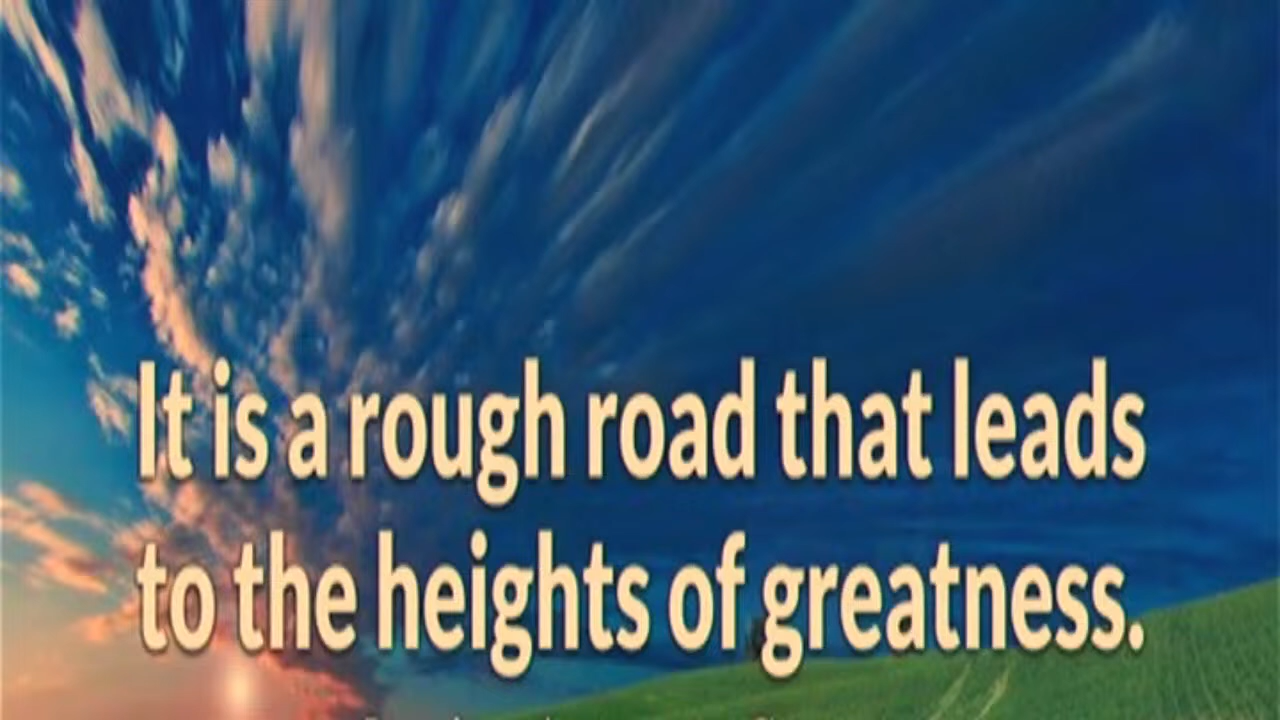 It is a rough road that leads
to the heights of greatness.